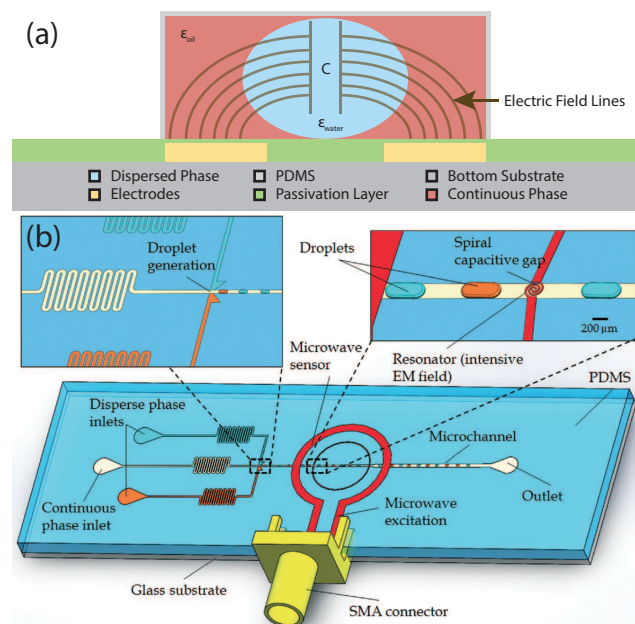 (a)
εoil
C
εwater
Electric Field Lines
Dispersed Phase
PDMS
Bottom Substrate
Electrodes
Passivation Layer
Continuous Phase
(b)
Droplet
generation
Droplets
Spiral
capacitive gap
200 µm
Resonator (intensive
EM field)
Microwave
sensor
PDMS
Disperse phase
inlets
Microchannel
Continuous
phase inlet
Outlet
Microwave
excitation
Glass substrate
SMA connector